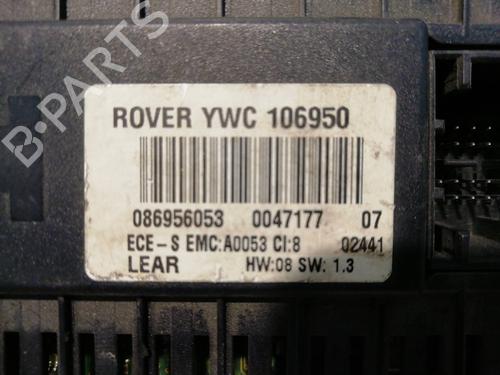 B-PARTS
ROVER YWC 106950
086956053 0047177 07
ECE-S EMC:A0053 CI:8 02441
LEAR HW:08 SW: 1.3